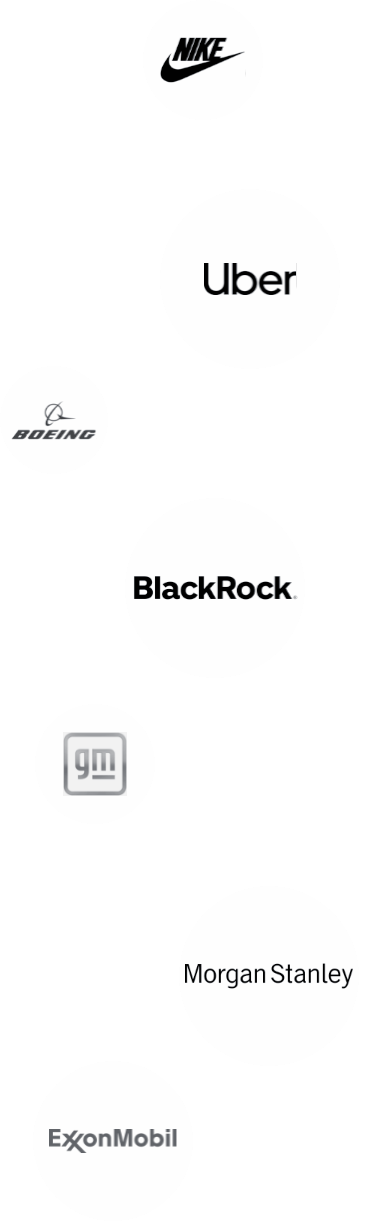 NIKE
Uber
BOEING
BlackRock.
gm
Morgan Stanley
ExxonMobil